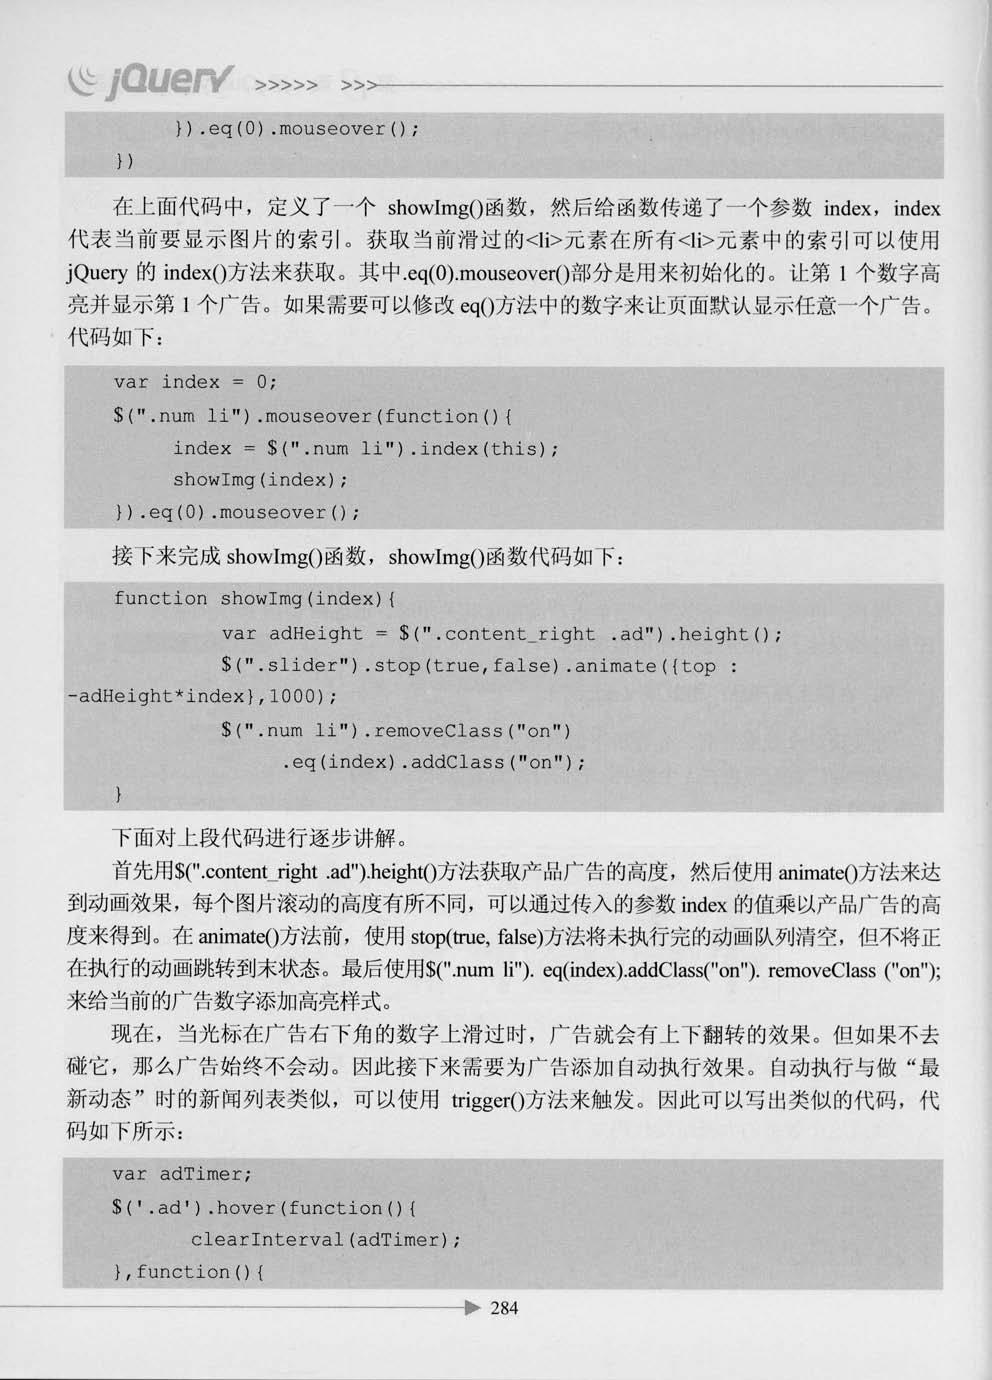 jQuery >>>>> >>>
}).eq(0).mouseover();
})
在上面代码中，定义了一个 showImg()函数，然后给函数传递了一个参数 index，index
代表当前要显示图片的索引。获取当前滑过的<li>元素在所有<li>元素中的索引可以使用
jQuery 的 index()方法来获取。其中.eq(0).mouseover()部分是用来初始化的。让第 1 个数字高
亮并显示第 1 个广告。如果需要可以修改 eq()方法中的数字来让页面默认显示任意一个广告。
代码如下：
var index = 0;
$(".num li").mouseover(function(){
index = $(".num li").index(this);
showImg(index);
}).eq(0).mouseover();
接下来完成 showImg()函数，showImg()函数代码如下：
function showImg(index){
var adHeight = $(".content_right .ad").height();
$(".slider").stop(true,false).animate({top :
-adHeight*index},1000);
$(".num li").removeClass("on")
.eq(index).addClass("on");
}
下面对上段代码进行逐步讲解。
首先用$(".content_right .ad").height()方法获取产品广告的高度，然后使用 animate()方法来达
到动画效果，每个图片滚动的高度有所不同，可以通过传入的参数 index 的值乘以产品广告的高
度来得到。在 animate()方法前，使用 stop(true, false)方法将未执行完的动画队列清空，但不将正
在执行的动画跳转到末状态。最后使用$(".num li"). eq(index).addClass("on"). removeClass ("on");
来给当前的广告数字添加高亮样式。
现在，当光标在广告右下角的数字上滑过时，广告就会有上下翻转的效果。但如果不去
碰它，那么广告始终不会动。因此接下来需要为广告添加自动执行效果。自动执行与做“最
新动态”时的新闻列表类似，可以使用 trigger()方法来触发。因此可以写出类似的代码，代
码如下所示：
var adTimer;
$('.ad').hover(function(){
clearInterval(adTimer);
},function(){
284